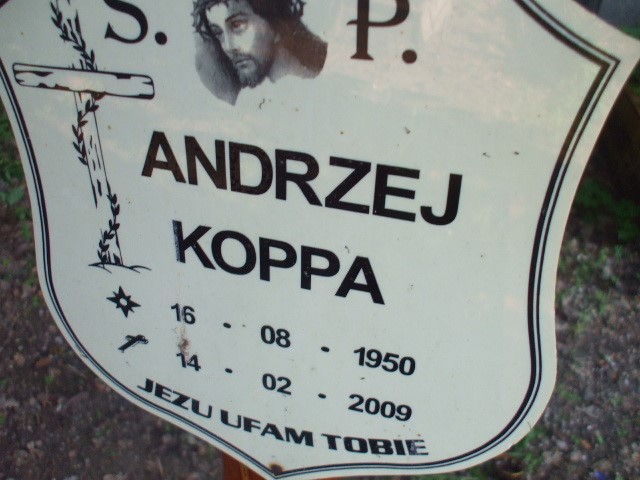 S. P.
ANDRZEJ
KOPPA
16 . 08 . 1950
14 . 02 . 2009
JEZU UFAM TOBIE